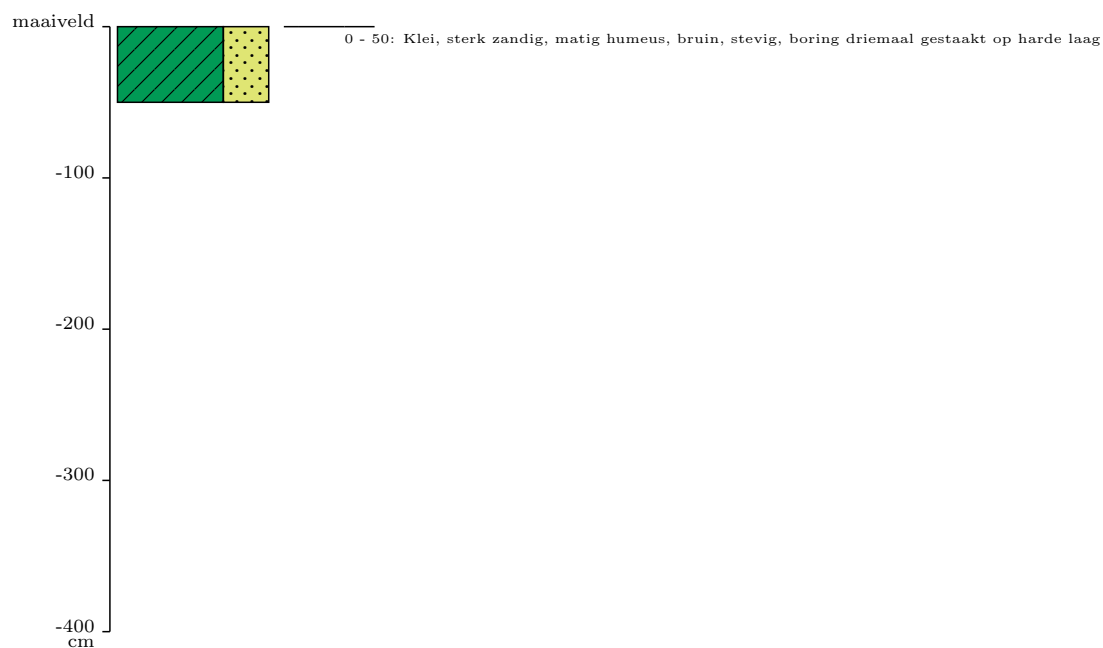 maaiveld
0 - 50: Klei, sterk zandig, matig humeus, bruin, stevig, boring driemaal gestaakt op harde laag
-100
-200
-300
-400
cm